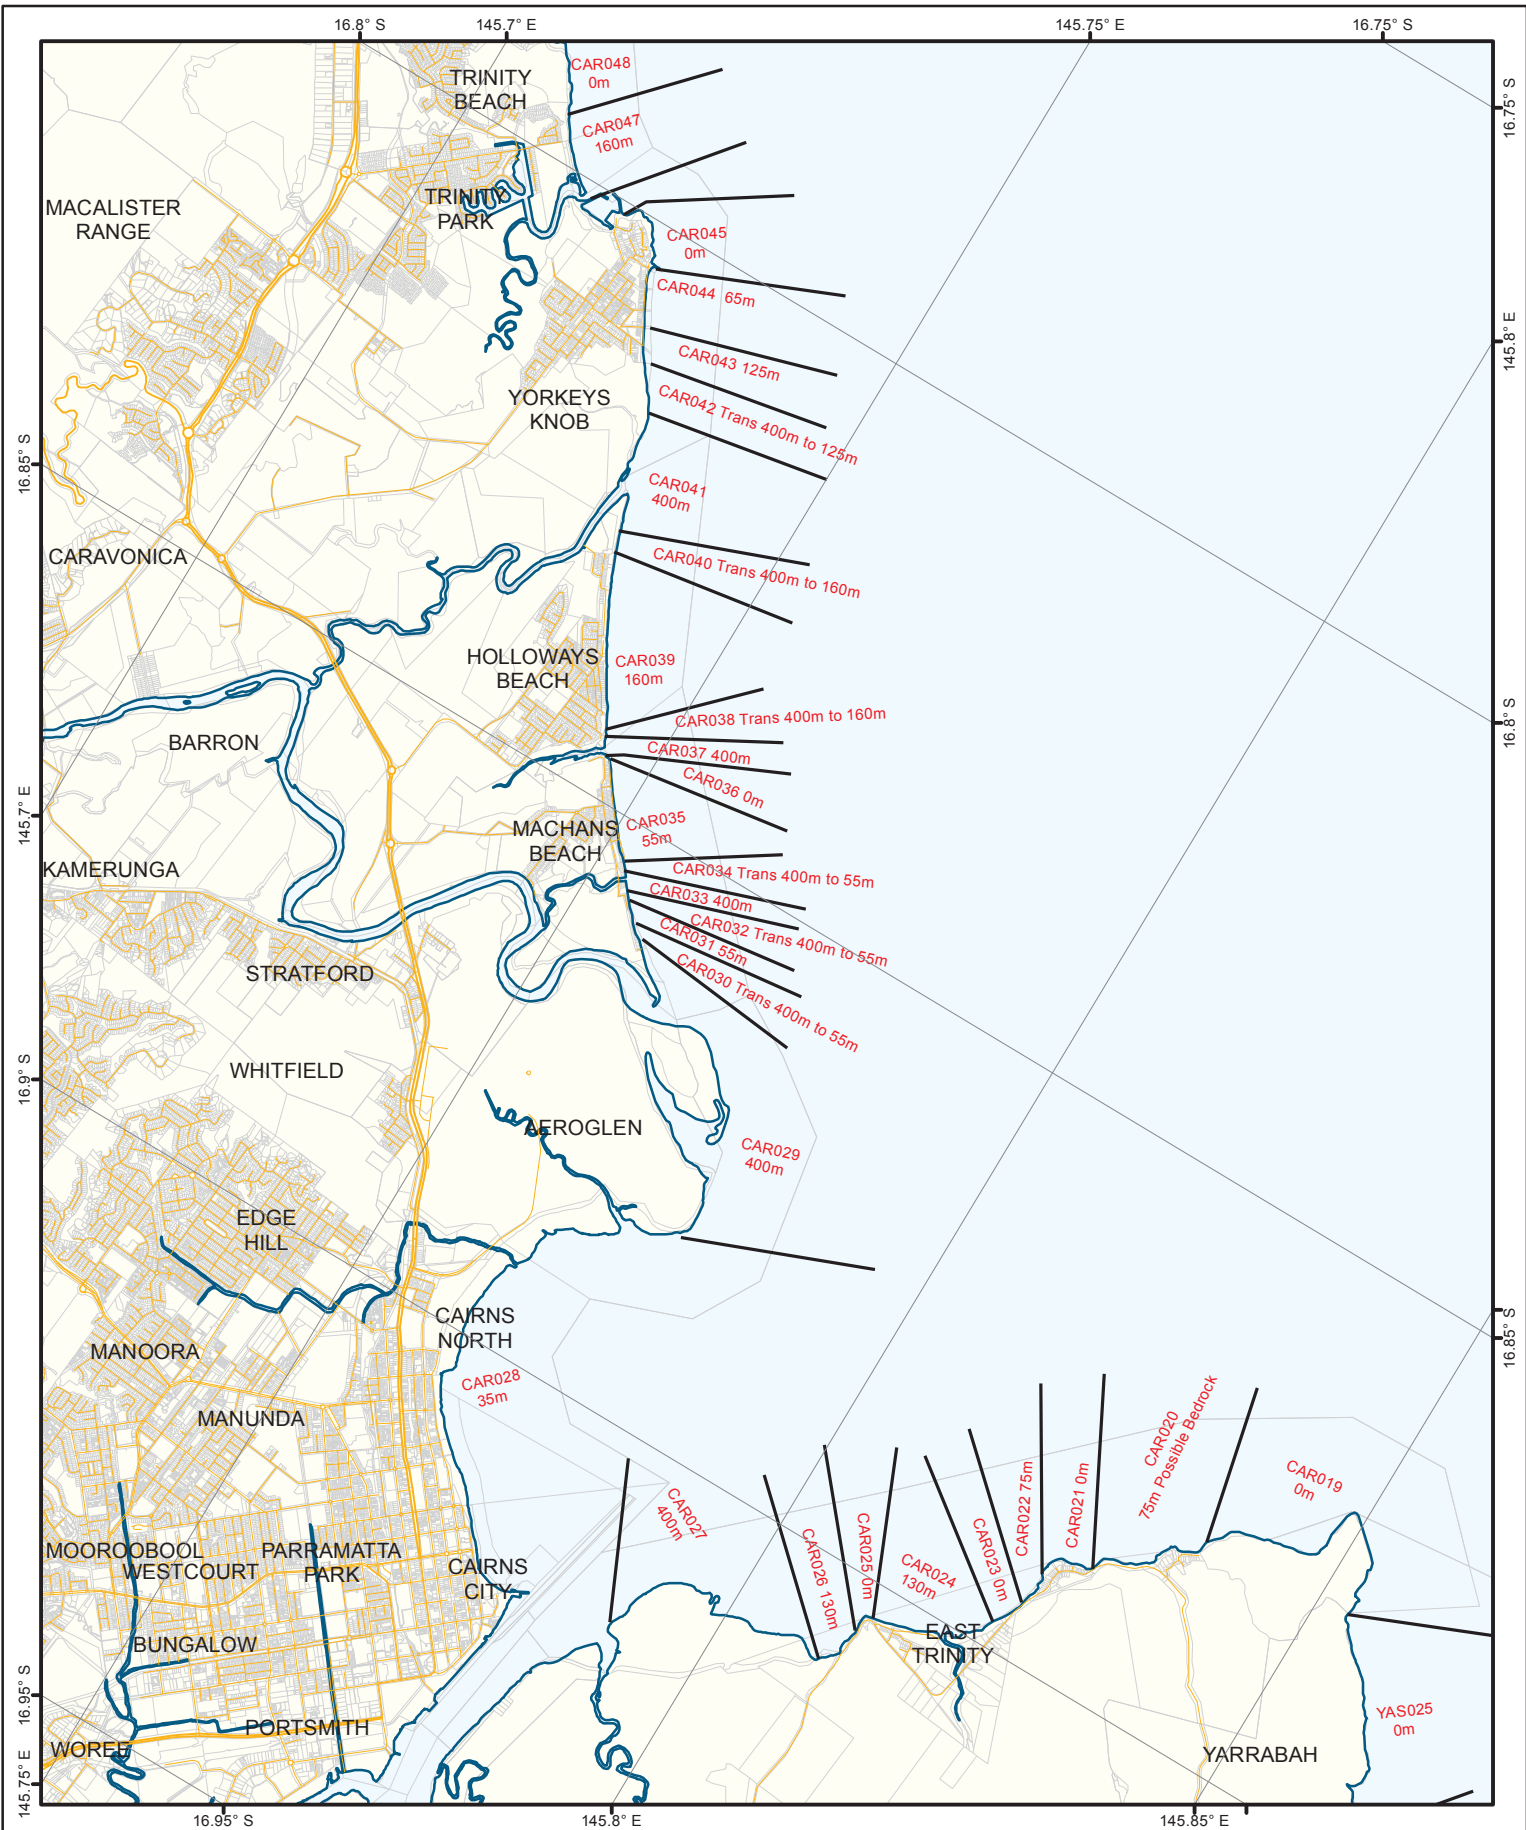 16.8° S
145.7° E
145.75° E
16.75° S
CAR048
0m
TRINITY
BEACH
16.75° S
CAR047
160m
TRINITY
PARK
MACALISTER
RANGE
CAR045
0m
CAR044 65m
145.8° E
CAR043 125m
YORKEYS
KNOB
CAR042 Trans 400m to 125m
16.85° S
CAR041
400m
CARAVONICA
CAR040 Trans 400m to 160m
HOLLOWAYS
BEACH
CAR039
160m
16.8° S
CAR038 Trans 400m to 160m
BARRON
CAR037 400m
CAR036 0m
145.7° E
MACHANS
BEACH
CAR035
55m
KAMERUNGA
CAR034 Trans 400m to 55m
CAR033 400m
CAR032 Trans 400m to 55m
CAR031 55m
CAR030 Trans 400m to 55m
STRATFORD
WHITFIELD
16.9° S
AEROGLEN
CAR029
400m
EDGE
HILL
CAIRNS
NORTH
16.85° S
MANOORA
CAR028
35m
MANUNDA
CAR020
75m Possible Bedrock
CAR019
0m
CAR027
400m
CAR022 75m
CAR021 0m
MOOROOBOOL
WESTCOURT
PARRAMATTA
PARK
CAIRNS
CITY
CAR026 130m
CAR025 0m
CAR024
130m
CAR023 0m
BUNGALOW
EAST
TRINITY
16.95° S
PORTSMITH
YAS025
0m
WOREE
YARRABAH
145.75° E
16.95° S
145.8° E
145.85° E